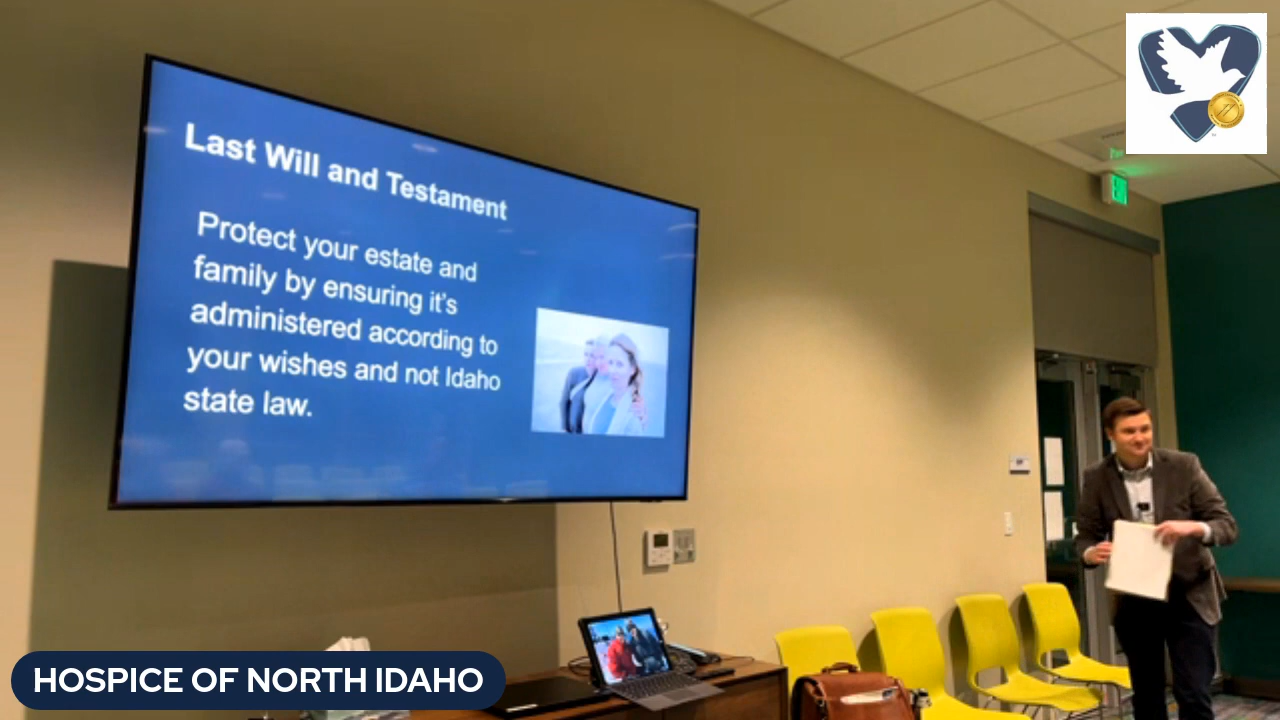 Last Will and Testament
Protect your estate and
family by ensuring it's
administered according to
your wishes and not Idaho
state law.
HOSPICE OF NORTH IDAHO